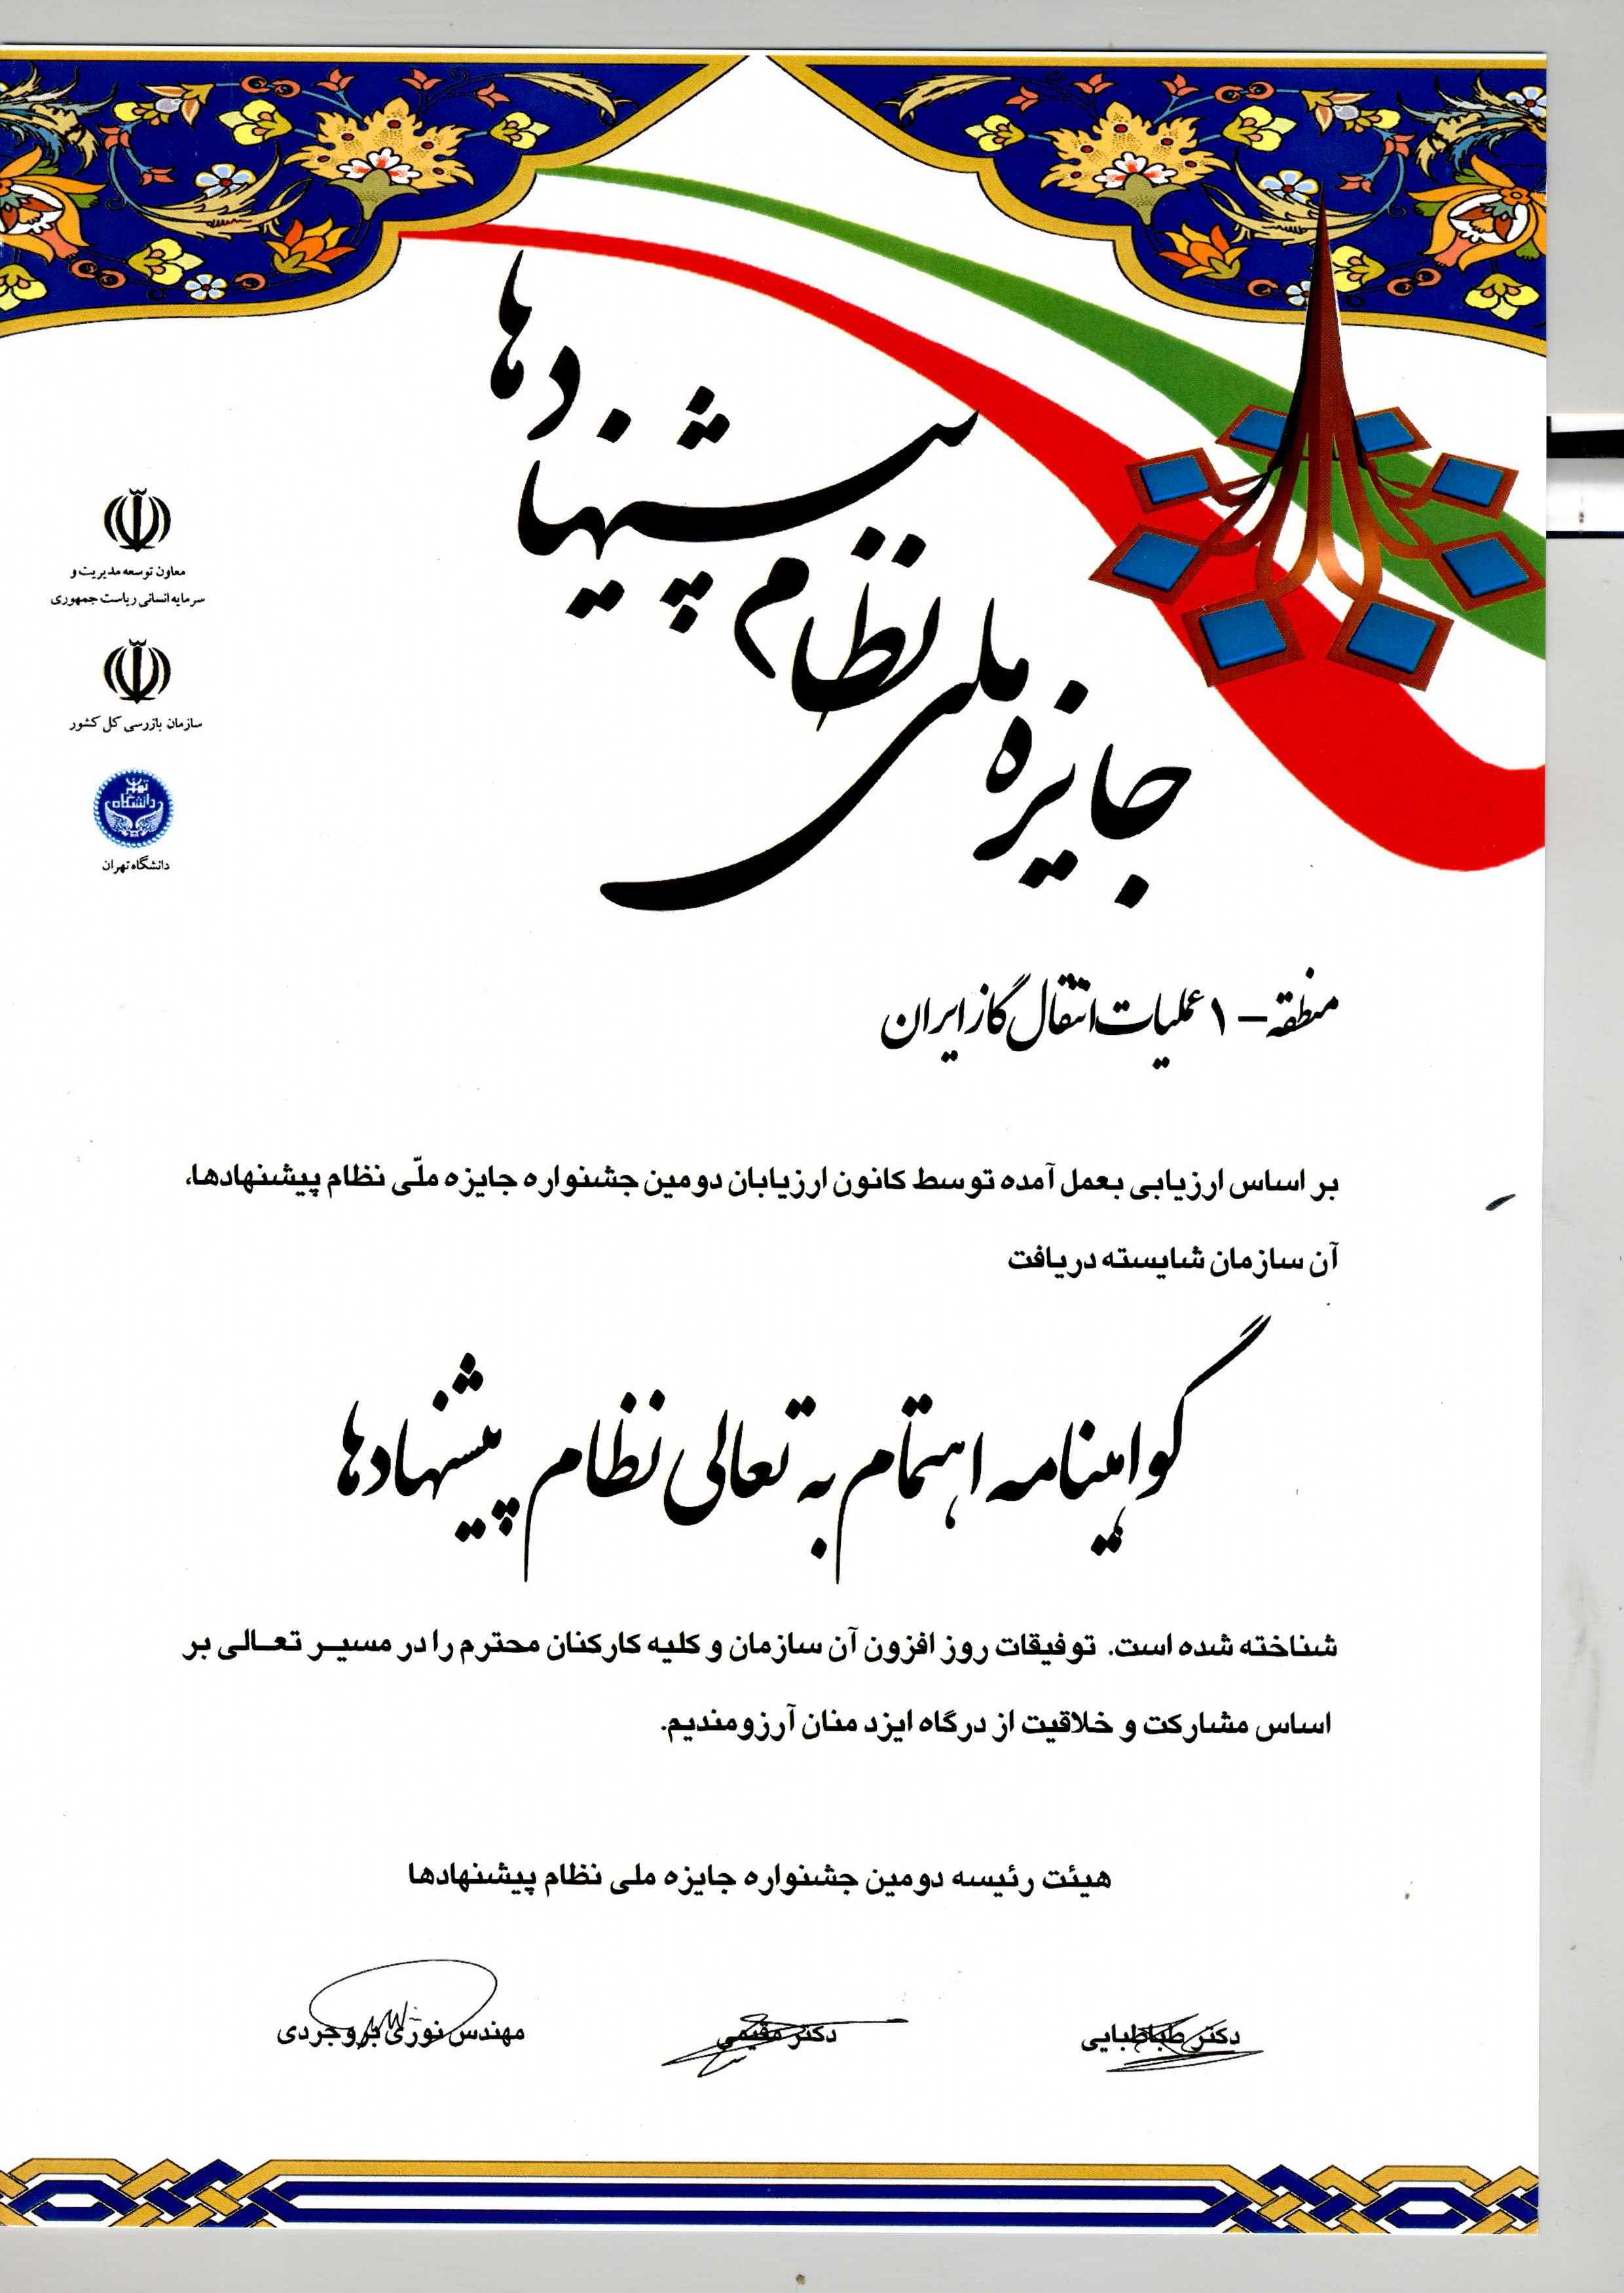 جایزه ملی نظام پیشنهادها
معاون توسعه مدیریت و
سرمایه انسانی ریاست جمهوری
سازمان بازرسی کل کشور
دانشگاه تهران
دانشگاه تهران
منطقه - ۱ عملیات انتقال گاز ایران
بر اساس ارزیابی بعمل آمده توسط کانون ارزیابان دومین جشنواره جایزه ملّی نظام پیشنهادها،
آن سازمان شایسته دریافت
گواهینامه اهتمام به تعالی نظام پیشنهادها
شناخته شده است. توفیقات روز افزون آن سازمان و کلیه کارکنان محترم را در مسیـر تعـالی بر
اساس مشارکت و خلاقیت از درگاه ایزد منان آرزومندیم.
هیئت رئیسه دومین جشنواره جایزه ملی نظام پیشنهادها
دکتر طباطبایی
دکتر مقیمی
مهندس نوری بروجردی